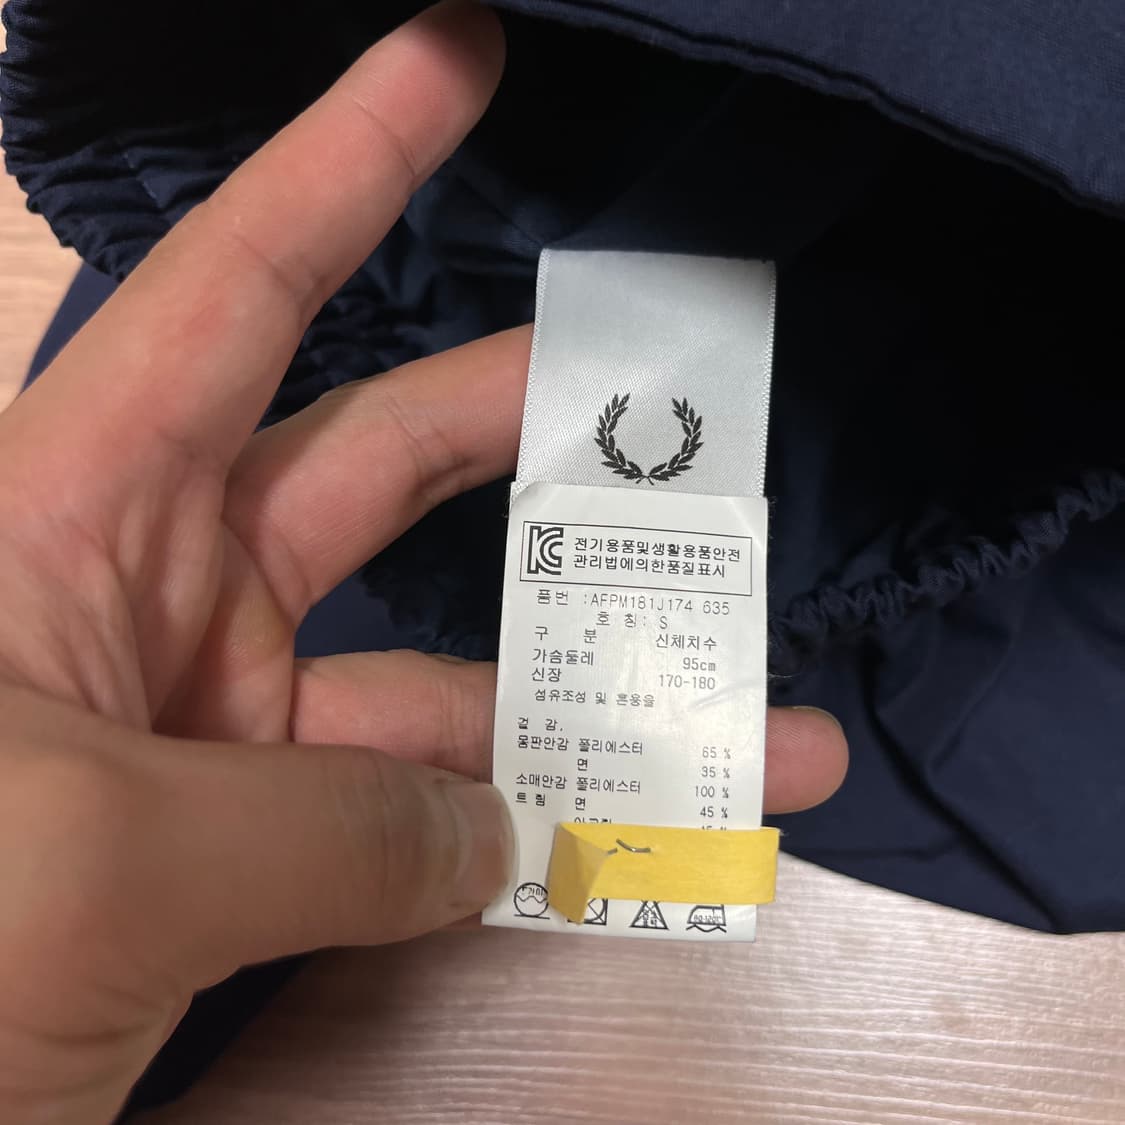 KC 전기용품및생활용품안전
관리법에의한품질표시
품번 :AFPM181J174 635
호 칭: S
구 분 신체치수
가슴둘레 95cm
신장 170-180
섬유조성 및 혼용율
겉 감,
몸판안감 폴리에스터 65 %
면 35 %
소매안감 폴리에스터 100 %
트 림 면 45 %